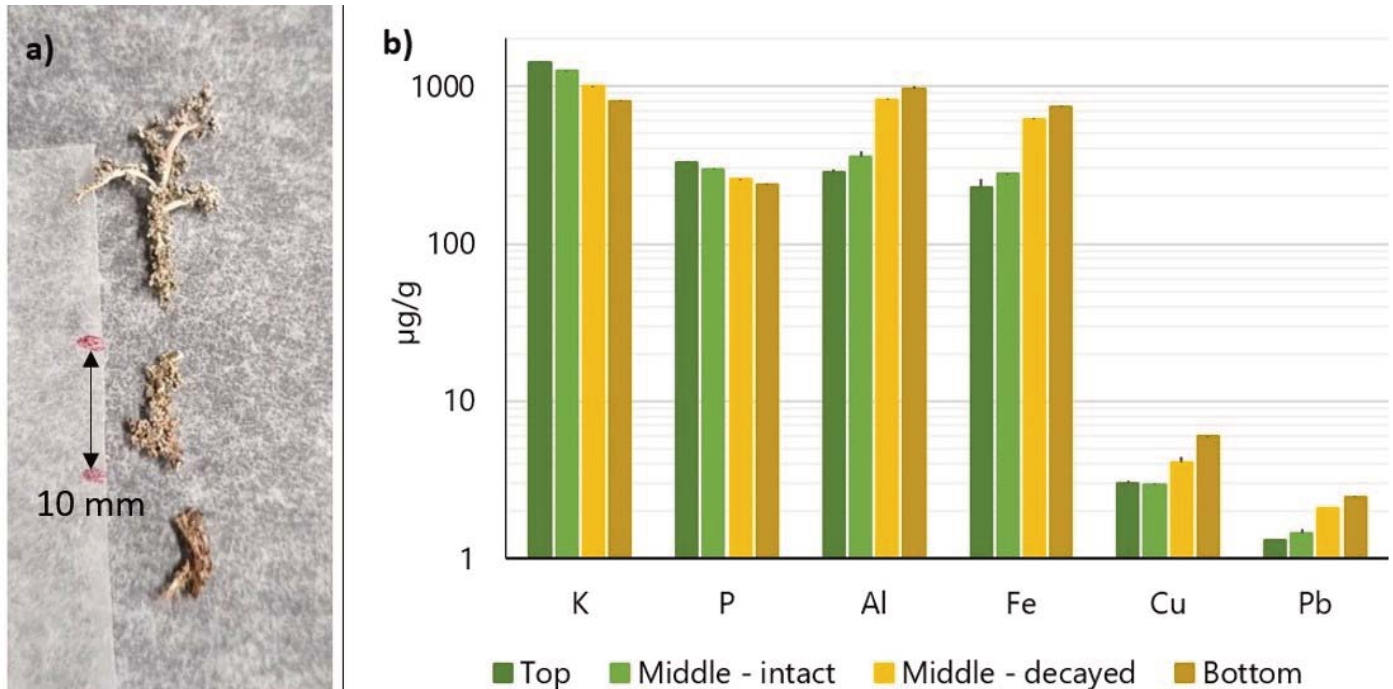 a)
10 mm
b)
1000
100
10
1
µg/g
K P Al Fe Cu Pb
Top Middle - intact Middle - decayed Bottom